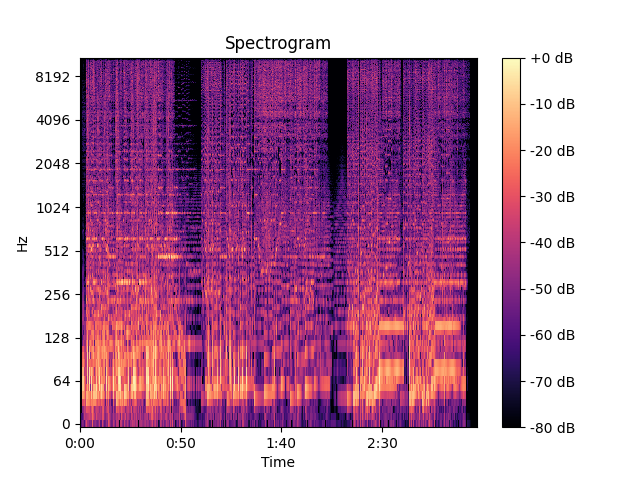 Spectrogram
8192
4096
2048
1024
512
256
128
64
0
Hz
0:00
0:50
1:40
2:30
Time
+0 dB
-10 dB
-20 dB
-30 dB
-40 dB
-50 dB
-60 dB
-70 dB
-80 dB